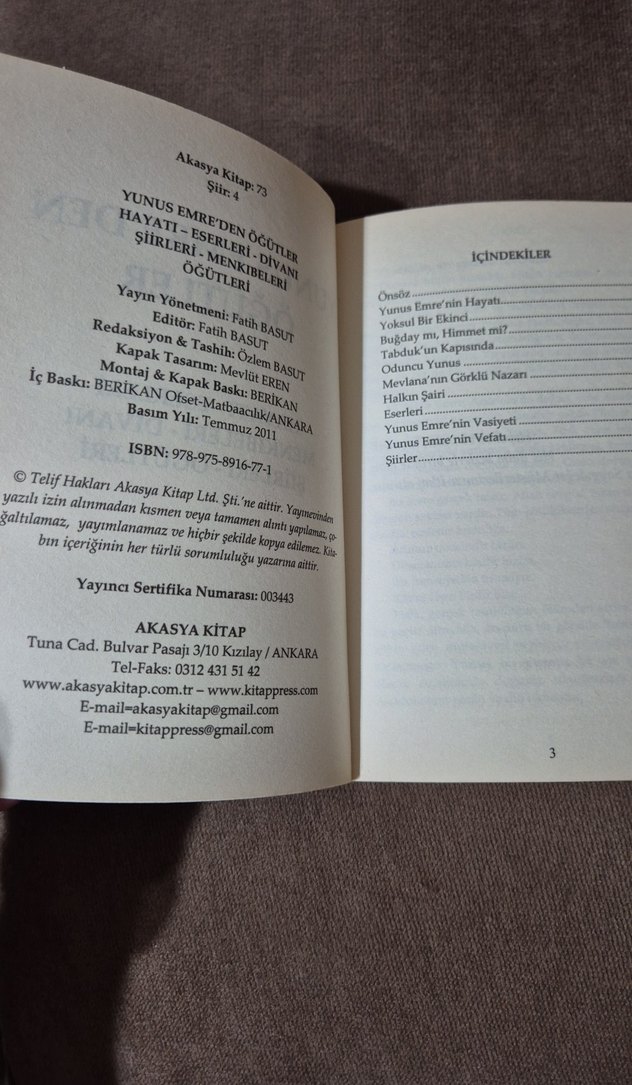 Akasya Kitap: 73
Şiir: 4
YUNUS EMRE'DEN ÖĞÜTLER
HAYATI – ESERLERİ - DİVANI
ŞİİRLERİ - MENKIBELERİ
ÖĞÜTLERİ
Yayın Yönetmeni: Fatih BASUT
Editör: Fatih BASUT
Redaksiyon & Tashih: Özlem BASUT
Kapak Tasarım: Mevlüt EREN
Montaj & Kapak Baskı: BERİKAN
İç Baskı: BERİKAN Ofset-Matbaacılık/ANKARA
Basım Yılı: Temmuz 2011
ISBN: 978-975-8916-77-1
© Telif Hakları Akasya Kitap Ltd. Şti.'ne aittir. Yayınevinden
yazılı izin alınmadan kısmen veya tamamen alıntı yapılamaz, ço-
ğaltılamaz, yayımlanamaz ve hiçbir şekilde kopya edilemez. Kita-
bın içeriğinin her türlü sorumluluğu yazarına aittir.
Yayıncı Sertifika Numarası: 003443
AKASYA KİTAP
Tuna Cad. Bulvar Pasajı 3/10 Kızılay / ANKARA
Tel-Faks: 0312 431 51 42
www.akasyakitap.com.tr – www.kitappress.com
E-mail=akasyakitap@gmail.com
E-mail=kitappress@gmail.com
İÇİNDEKİLER
Önsöz
Yunus Emre'nin Hayatı
Yoksul Bir Ekinci
Buğday mı, Himmet mi?
Tabduk'un Kapısında
Oduncu Yunus
Mevlana'nın Görklü Nazarı
Halkın Şairi
Eserleri
Yunus Emre'nin Vasiyeti
Yunus Emre'nin Vefatı
Şiirler
3